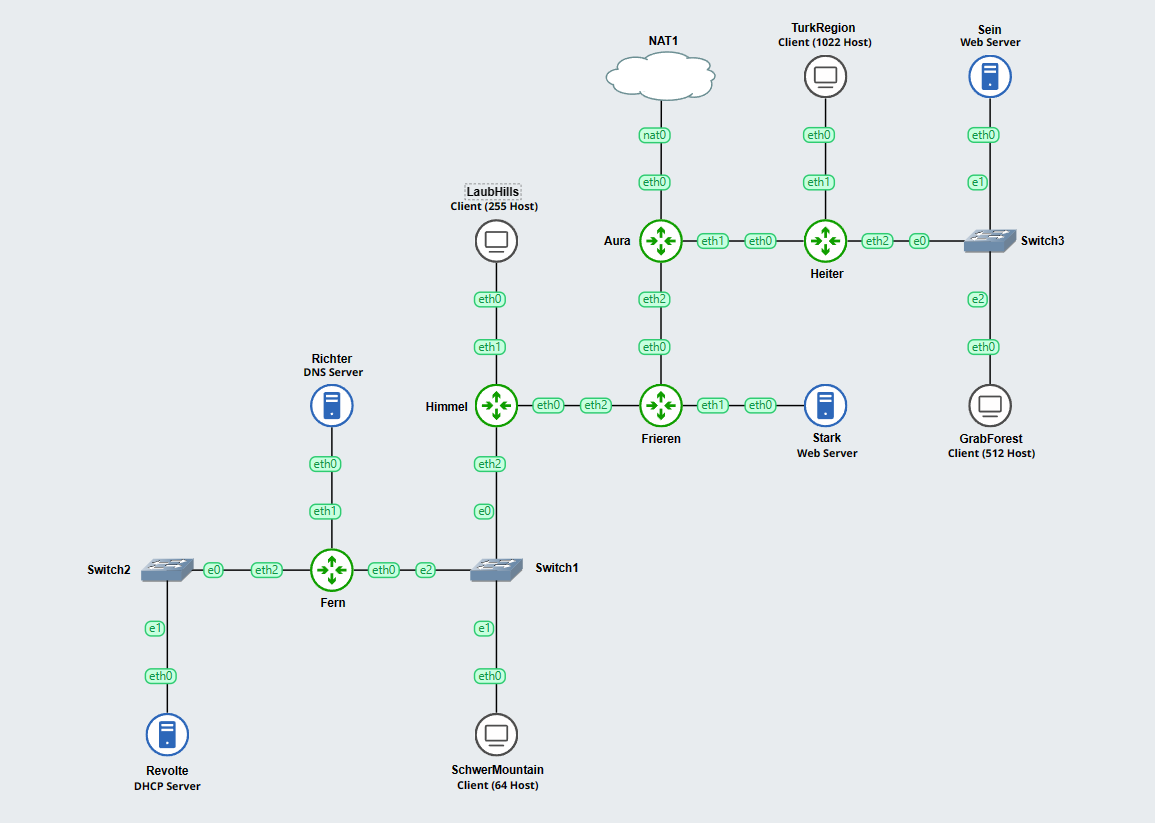 TurkRegion
Client (1022 Host)
Sein
Web Server
NAT1
nat0
eth0
eth0
eth0
eth1
e1
LaubHills
Client (255 Host)
Aura
eth1
eth0
eth2
e0
Switch3
Heiter
eth0
eth2
e2
eth1
eth0
eth0
Richter
DNS Server
Himmel
eth0
eth2
eth1
eth0
Frieren
Stark
Web Server
GrabForest
Client (512 Host)
eth0
eth2
eth1
e0
Switch2
e0
eth2
eth0
e2
Switch1
Fern
e1
e1
eth0
eth0
Revolte
DHCP Server
SchwerMountain
Client (64 Host)